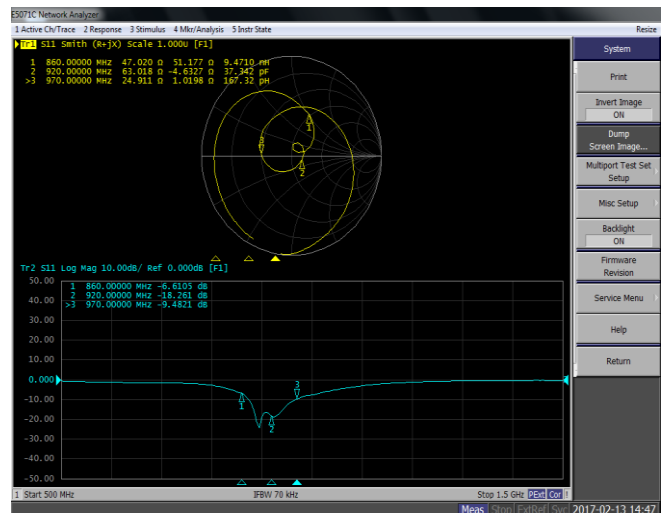 E5071C Network Analyzer
1 Active Ch/Trace 2 Response 3 Stimulus 4 Mkr/Analysis 5 Instr State Resize
Tr1 S11 Smith (R+jX) Scale 1.000U [F1]
1 860.00000 MHz 47.020 Ω 51.177 Ω 9.4710 nH
2 920.00000 MHz 63.018 Ω -4.6327 Ω 37.342 pF
>3 970.00000 MHz 24.911 Ω 1.0198 Ω 167.32 pH
3
1
2
Tr2 S11 Log Mag 10.00dB/ Ref 0.000dB [F1]
50.00
1 860.00000 MHz -6.6105 dB
2 920.00000 MHz -18.261 dB
>3 970.00000 MHz -9.4821 dB
40.00
30.00
20.00
10.00
0.000
3
-10.00
1
2
-20.00
-30.00
-40.00
-50.00
1 Start 500 MHz IFBW 70 kHz Stop 1.5 GHz PExt Cor !
System
Print
Invert Image
ON
Dump
Screen Image...
Multiport Test Set
Setup
Misc Setup
Backlight
ON
Firmware
Revision
Service Menu
Help
Return
Meas Stop ExtRef Svc 2017-02-13 14:47